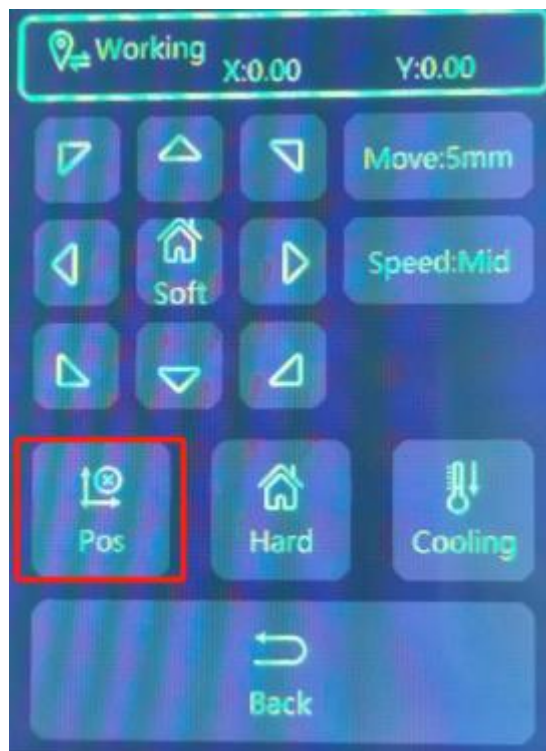 Working X:0.00 Y:0.00
Move:5mm
Soft
Speed:Mid
Pos
Hard
Cooling
Back